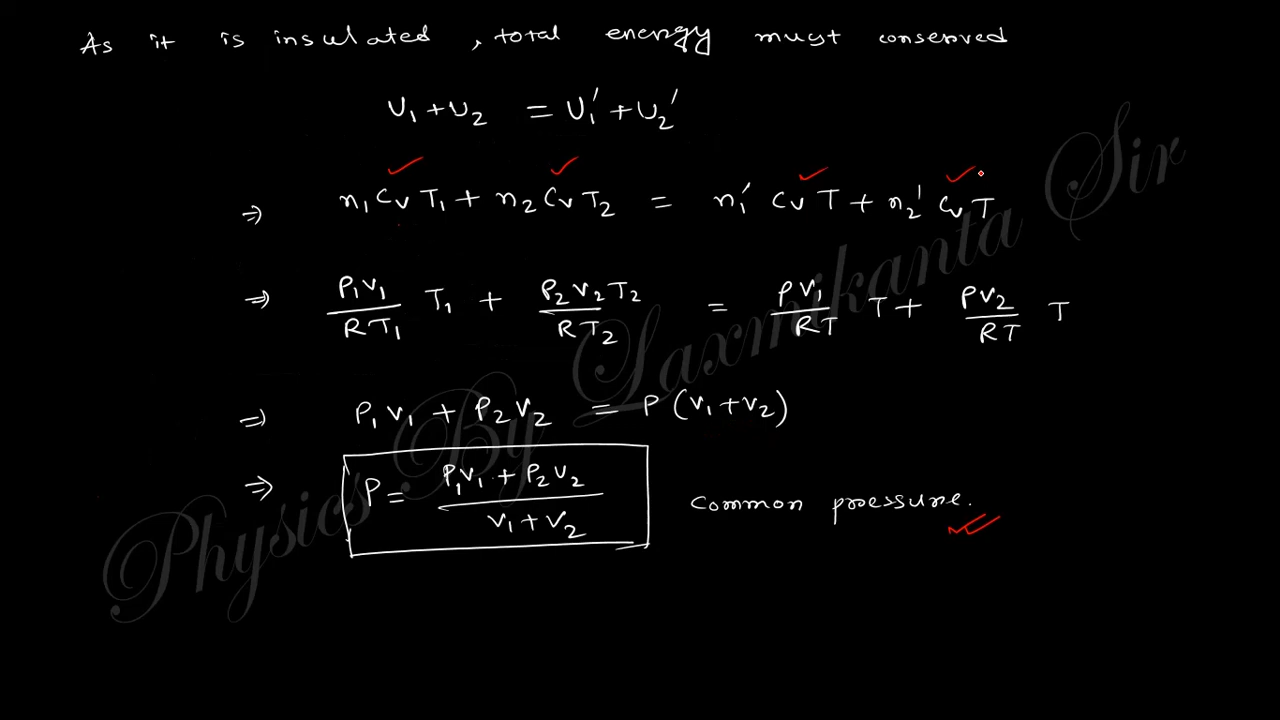 As it is insulated, total energy must conserved
U₁ + U₂ = U₁' + U₂'
⇒ n₁ Cv T₁ + n₂ Cv T₂ = n₁' Cv T + n₂' Cv T
⇒ P₁V₁/RT₁ T₁ + P₂V₂T₂/RT₂ = PV₁/RT T + PV₂/RT T
⇒ P₁V₁ + P₂V₂ = P(V₁+V₂)
⇒ P = P₁V₁ + P₂V₂/V₁ + V₂ common pressure.
Physics By Laxmikanta Sir